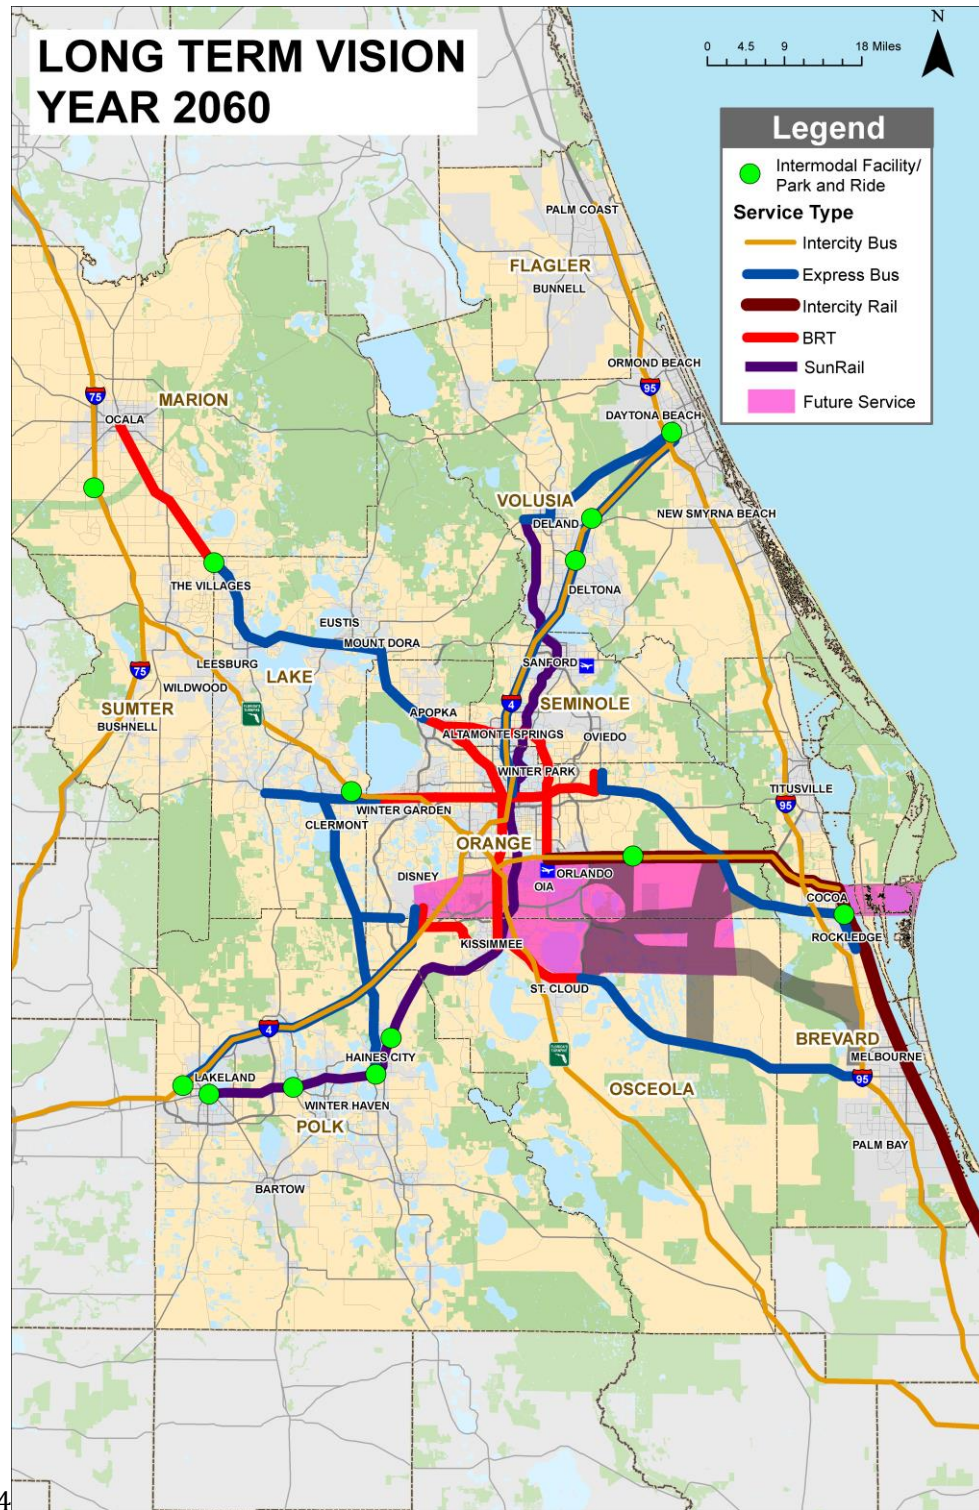 LONG TERM VISION
YEAR 2060
N
0 4.5 9 18 Miles
Legend
Intermodal Facility/
Park and Ride
Service Type
Intercity Bus
Express Bus
Intercity Rail
BRT
SunRail
Future Service
PALM COAST
FLAGLER
BUNNELL
ORMOND BEACH
95
75
MARION
OCALA
DAYTONA BEACH
VOLUSIA
DELAND
NEW SMYRNA BEACH
THE VILLAGES
DELTONA
EUSTIS
MOUNT DORA
LEESBURG
SANFORD
75
WILDWOOD
LAKE
SUMTER
BUSHNELL
4
SEMINOLE
APOPKA
ALTAMONTE SPRINGS
OVIEDO
WINTER PARK
TITUSVILLE
95
WINTER GARDEN
CLERMONT
ORANGE
DISNEY
ORLANDO
OIA
COCOA
ROCKLEDGE
KISSIMMEE
ST. CLOUD
4
BREVARD
HAINES CITY
MELBOURNE
95
LAKELAND
OSCEOLA
WINTER HAVEN
POLK
PALM BAY
BARTOW
4